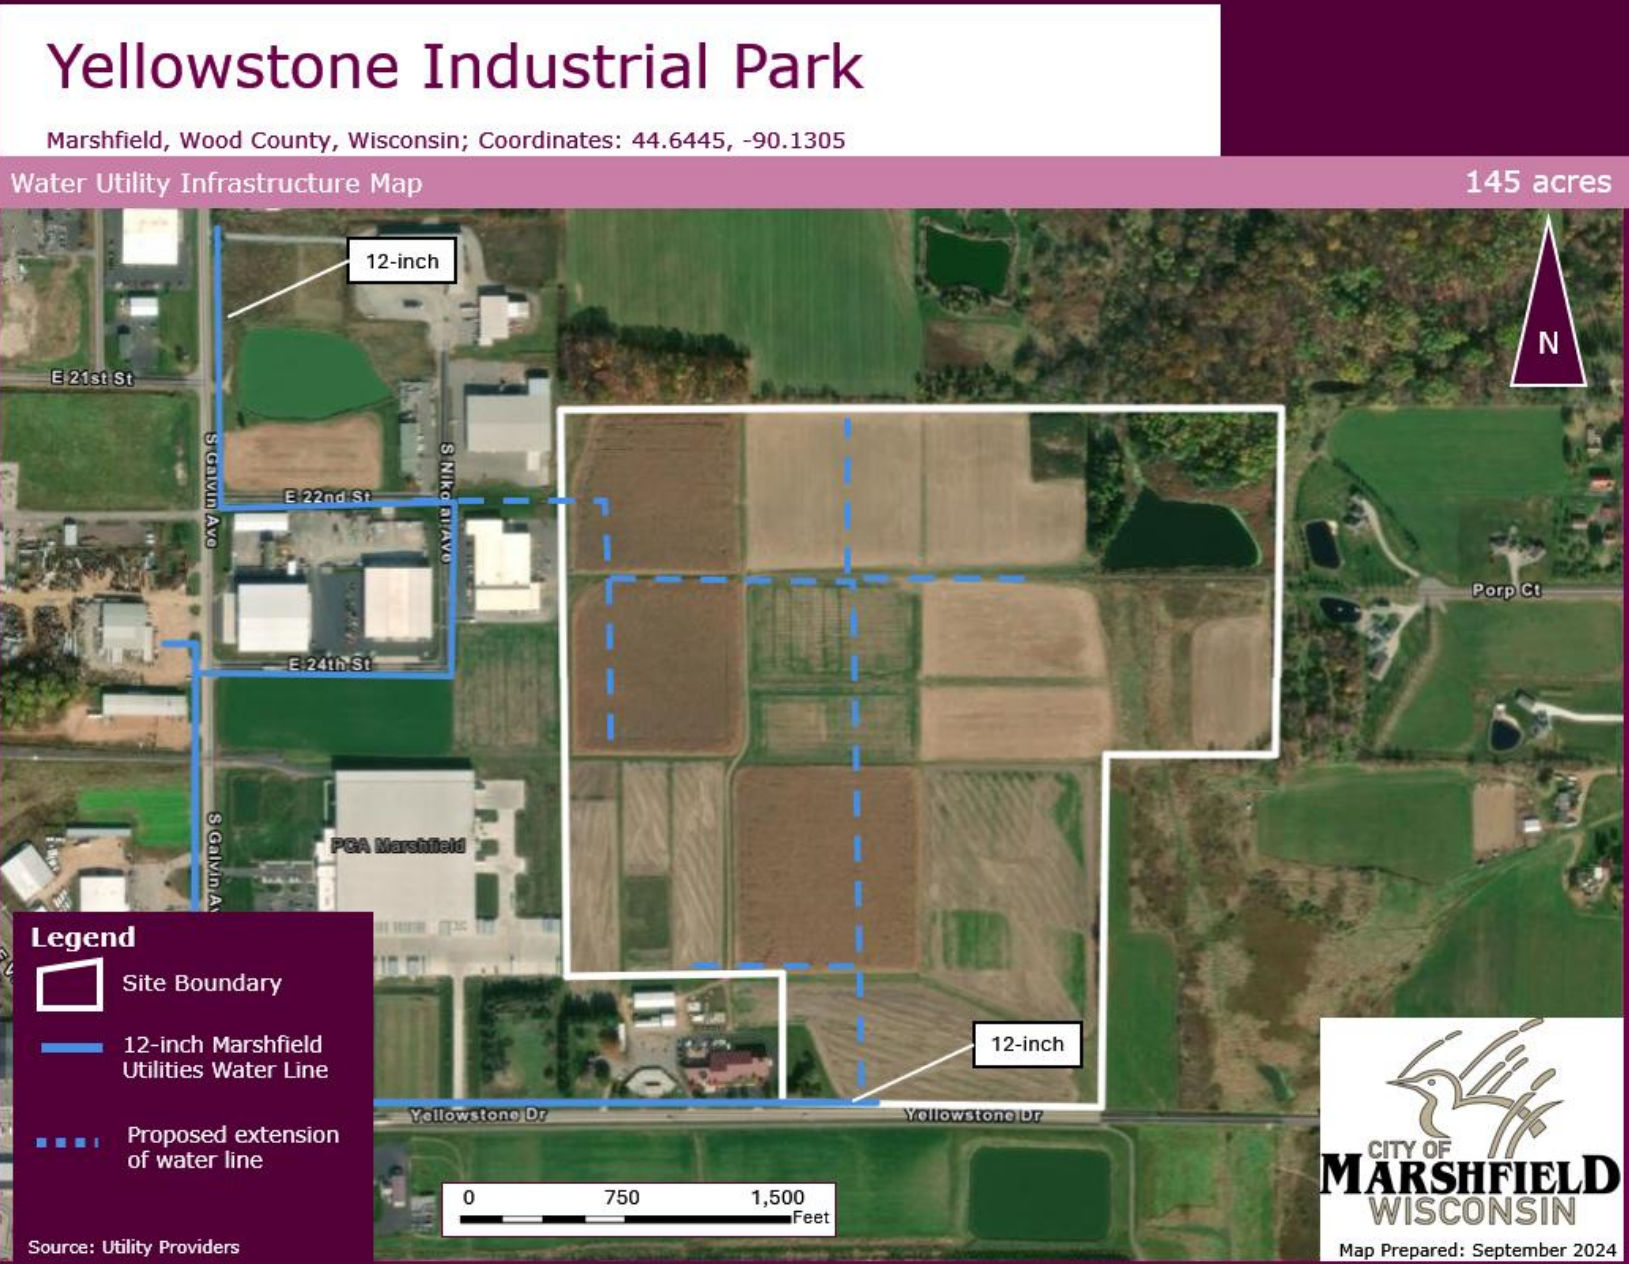 Yellowstone Industrial Park
Marshfield, Wood County, Wisconsin; Coordinates: 44.6445, -90.1305
Water Utility Infrastructure Map
145 acres
12-inch
N
E 21st St
S Galvin Ave
S Nikolai Ave
E 22nd St
Porp Ct
E 24th St
S Galvin Av
PCA Marshfield
Legend
Site Boundary
12-inch Marshfield
Utilities Water Line
Proposed extension
of water line
Source: Utility Providers
12-inch
Yellowstone Dr
Yellowstone Dr
0 750 1,500
Feet
CITY OF
MARSHFIELD
WISCONSIN
Map Prepared: September 2024